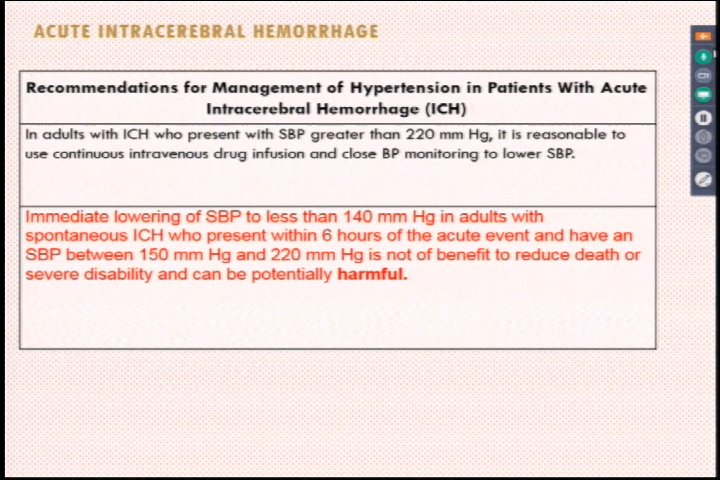 ACUTE INTRACEREBRAL HEMORRHAGE
Recommendations for Management of Hypertension in Patients With Acute
Intracerebral Hemorrhage (ICH)
In adults with ICH who present with SBP greater than 220 mm Hg, it is reasonable to
use continuous intravenous drug infusion and close BP monitoring to lower SBP.
Immediate lowering of SBP to less than 140 mm Hg in adults with
spontaneous ICH who present within 6 hours of the acute event and have an
SBP between 150 mm Hg and 220 mm Hg is not of benefit to reduce death or
severe disability and can be potentially harmful.